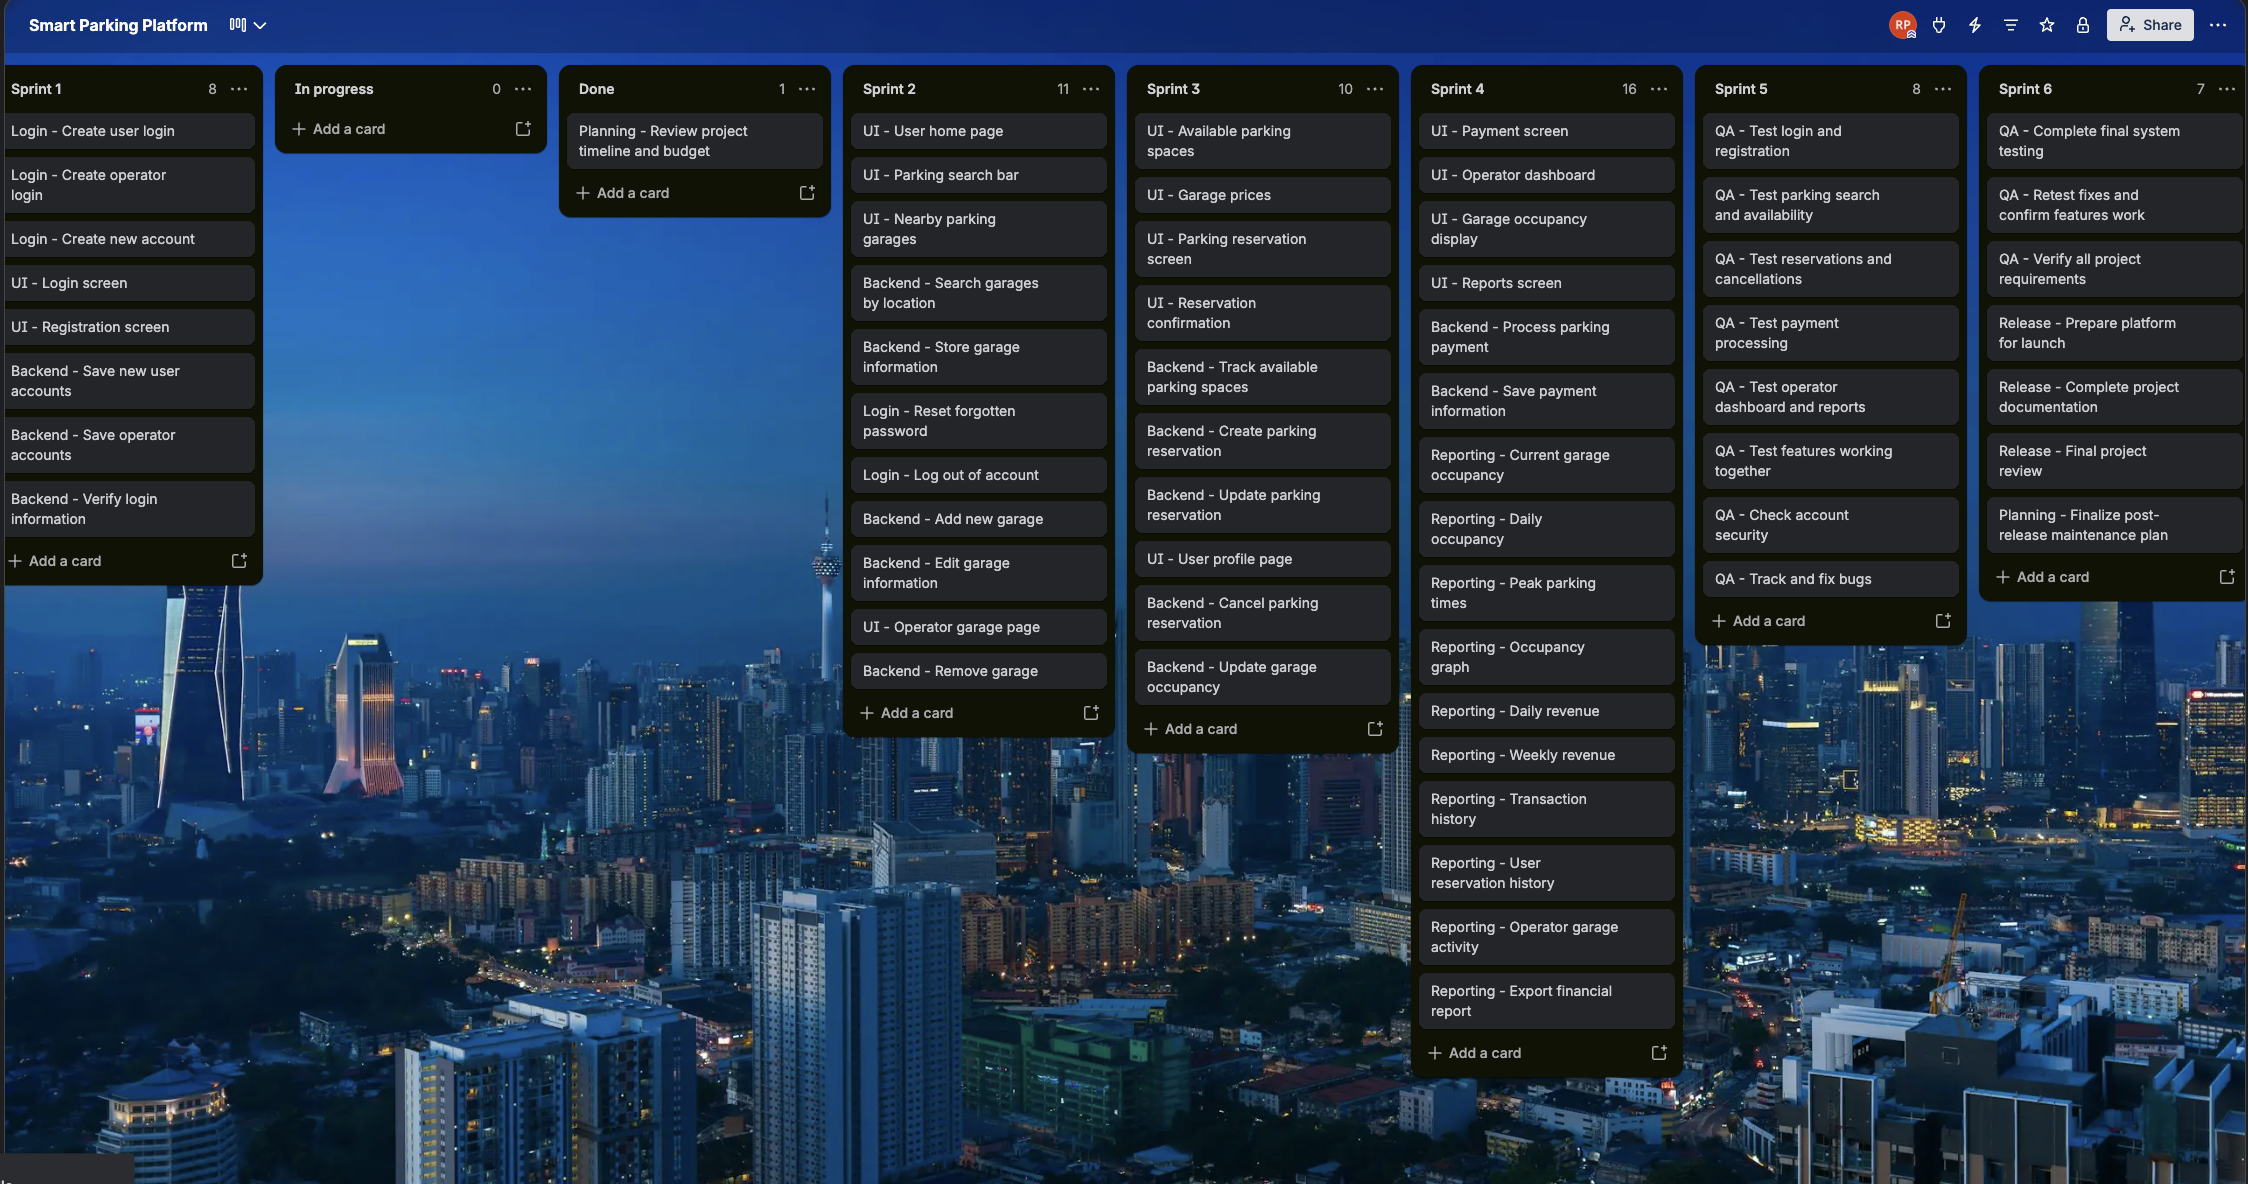 Smart Parking Platform
RP
Share
Sprint 1
8
Login - Create user login
Login - Create operator
login
Login - Create new account
UI - Login screen
UI - Registration screen
Backend - Save new user
accounts
Backend - Save operator
accounts
Backend - Verify login
information
Add a card
In progress
0
Add a card
Done
1
Planning - Review project
timeline and budget
Add a card
Sprint 2
11
UI - User home page
UI - Parking search bar
UI - Nearby parking
garages
Backend - Search garages
by location
Backend - Store garage
information
Login - Reset forgotten
password
Login - Log out of account
Backend - Add new garage
Backend - Edit garage
information
UI - Operator garage page
Backend - Remove garage
Add a card
Sprint 3
10
UI - Available parking
spaces
UI - Garage prices
UI - Parking reservation
screen
UI - Reservation
confirmation
Backend - Track available
parking spaces
Backend - Create parking
reservation
Backend - Update parking
reservation
UI - User profile page
Backend - Cancel parking
reservation
Backend - Update garage
occupancy
Add a card
Sprint 4
16
UI - Payment screen
UI - Operator dashboard
UI - Garage occupancy
display
UI - Reports screen
Backend - Process parking
payment
Backend - Save payment
information
Reporting - Current garage
occupancy
Reporting - Daily
occupancy
Reporting - Peak parking
times
Reporting - Occupancy
graph
Reporting - Daily revenue
Reporting - Weekly revenue
Reporting - Transaction
history
Reporting - User
reservation history
Reporting - Operator garage
activity
Reporting - Export financial
report
Add a card
Sprint 5
8
QA - Test login and
registration
QA - Test parking search
and availability
QA - Test reservations and
cancellations
QA - Test payment
processing
QA - Test operator
dashboard and reports
QA - Test features working
together
QA - Check account
security
QA - Track and fix bugs
Add a card
Sprint 6
7
QA - Complete final system
testing
QA - Retest fixes and
confirm features work
QA - Verify all project
requirements
Release - Prepare platform
for launch
Release - Complete project
documentation
Release - Final project
review
Planning - Finalize post-
release maintenance plan
Add a card